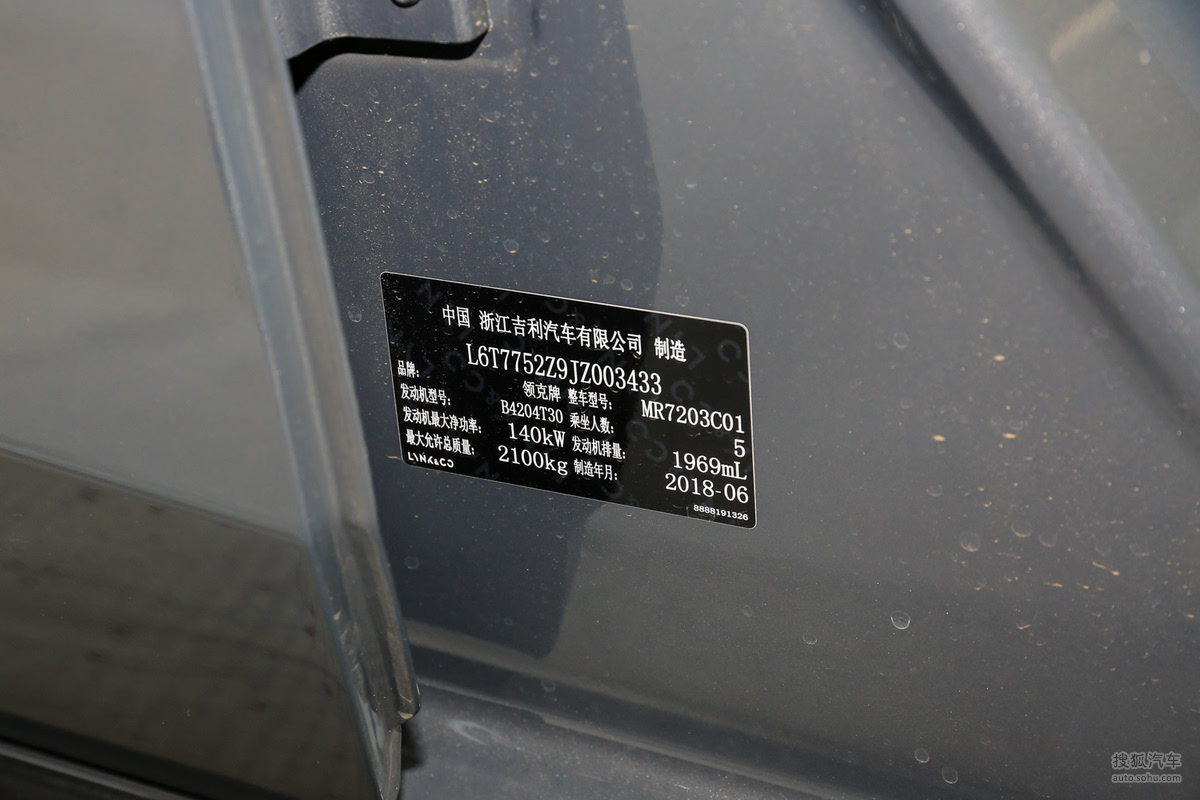 中国 浙江吉利汽车有限公司 制造
L6T7752Z9JZ003433
品牌: 领克牌 整车型号: MR7203C01
发动机型号: B4204T30 乘坐人数: 5
发动机最大净功率: 140kW 发动机排量: 1969mL
最大允许总质量: 2100kg 制造年月: 2018-06
LYNK&CO
8888191326
搜狐汽车
auto.sohu.com